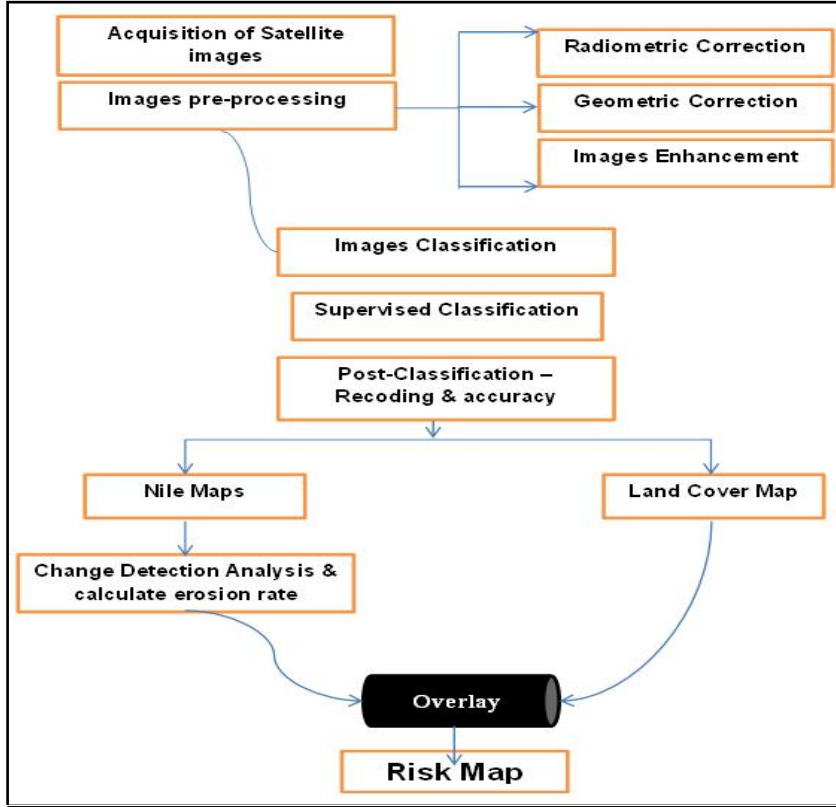 Acquisition of Satellite
images
Images pre-processing
Radiometric Correction
Geometric Correction
Images Enhancement
Images Classification
Supervised Classification
Post-Classification –
Recoding & accuracy
Nile Maps
Land Cover Map
Change Detection Analysis &
calculate erosion rate
Overlay
Risk Map